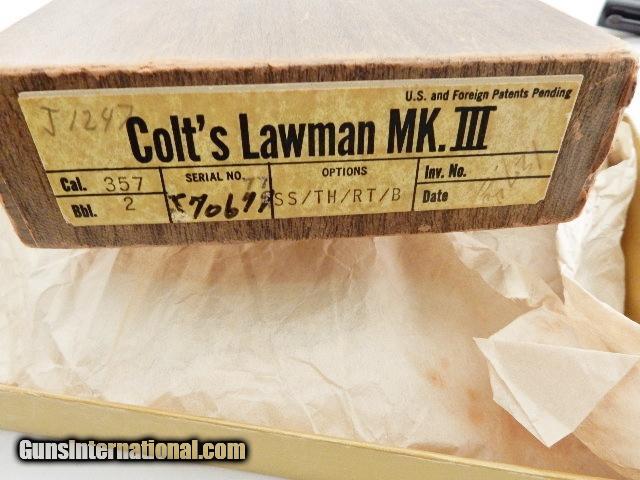 U.S. and Foreign Patents Pending
J1247
Colt's Lawman MK.III
Cal. 357 SERIAL NO. OPTIONS Inv. No.
Bbl. 2 SS/TH/RT/B Date
GunsInternational.com